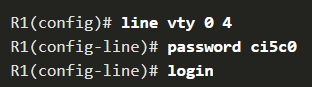 R1(config)# line vty 0 4
R1(config-line)# password ci5c0
R1(config-line)# login